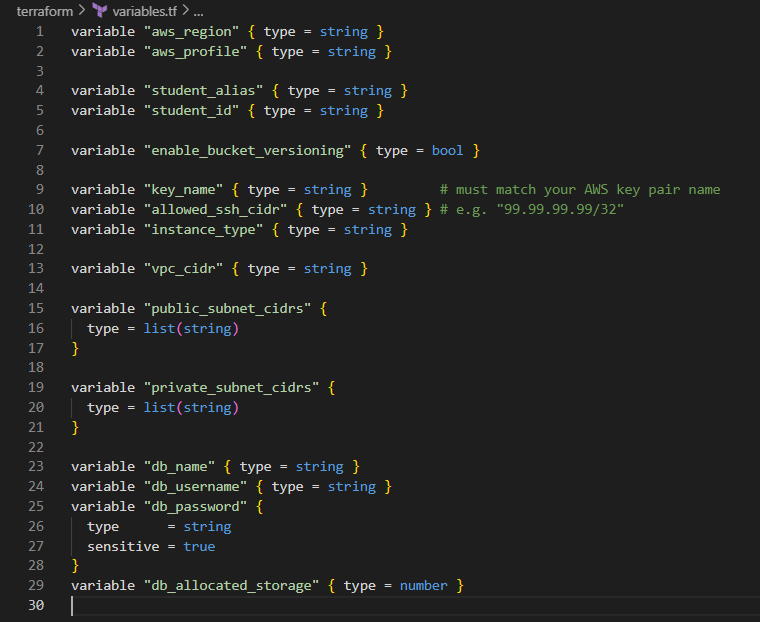 terraform > variables.tf > ...
1 variable "aws_region" { type = string }
2 variable "aws_profile" { type = string }
3
4 variable "student_alias" { type = string }
5 variable "student_id" { type = string }
6
7 variable "enable_bucket_versioning" { type = bool }
8
9 variable "key_name" { type = string }         # must match your AWS key pair name
10 variable "allowed_ssh_cidr" { type = string } # e.g. "99.99.99.99/32"
11 variable "instance_type" { type = string }
12
13 variable "vpc_cidr" { type = string }
14
15 variable "public_subnet_cidrs" {
16   type = list(string)
17 }
18
19 variable "private_subnet_cidrs" {
20   type = list(string)
21 }
22
23 variable "db_name" { type = string }
24 variable "db_username" { type = string }
25 variable "db_password" {
26   type      = string
27   sensitive = true
28 }
29 variable "db_allocated_storage" { type = number }
30